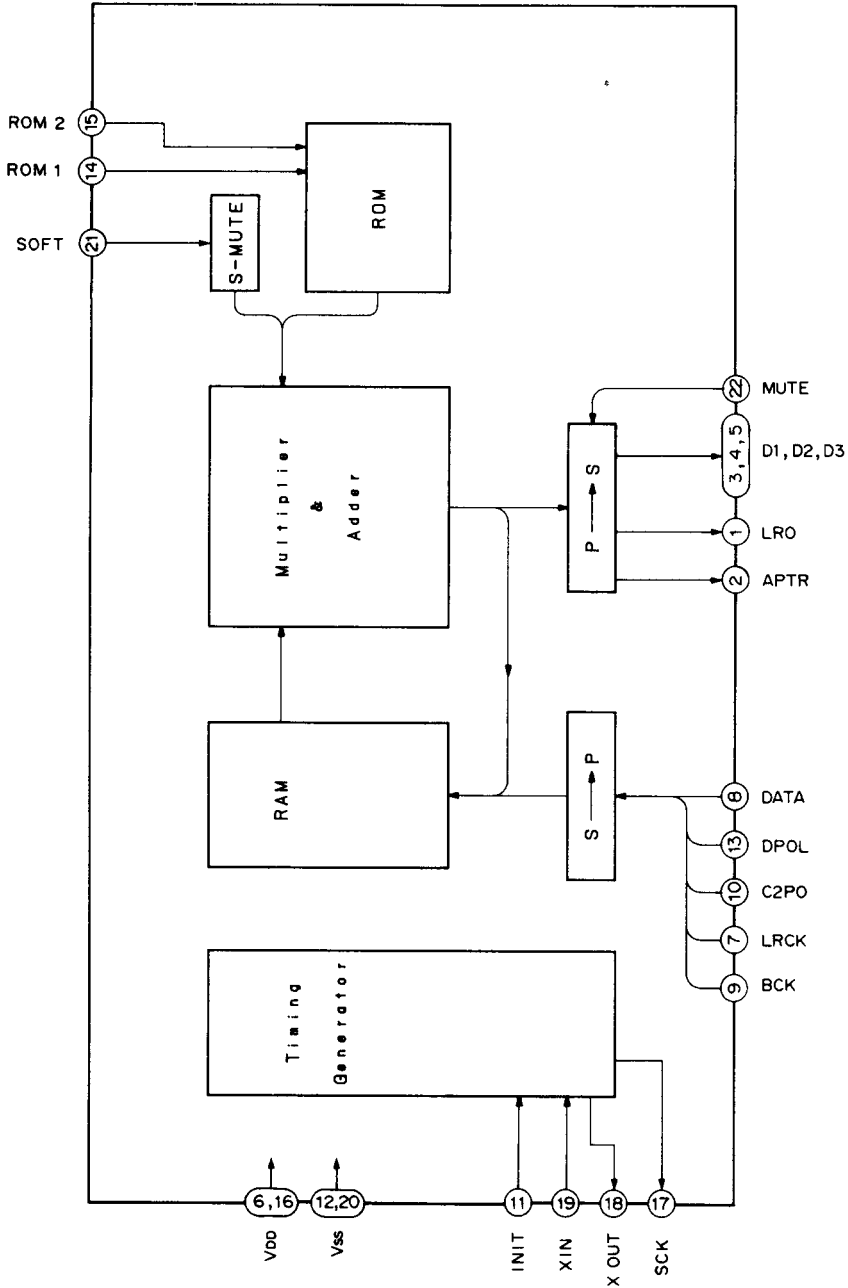 ROM 2
15
ROM 1
14
SOFT
21
S-MUTE
ROM
Multiplier
&
Adder
P → S
22
MUTE
3, 4, 5
D1, D2, D3
1
LRO
2
APTR
RAM
S → P
8
DATA
13
DPOL
10
C2PO
7
LRCK
9
BCK
Timing
Generator
6,16
VDD
12,20
VSS
11
INIT
19
XIN
18
X OUT
17
SCK